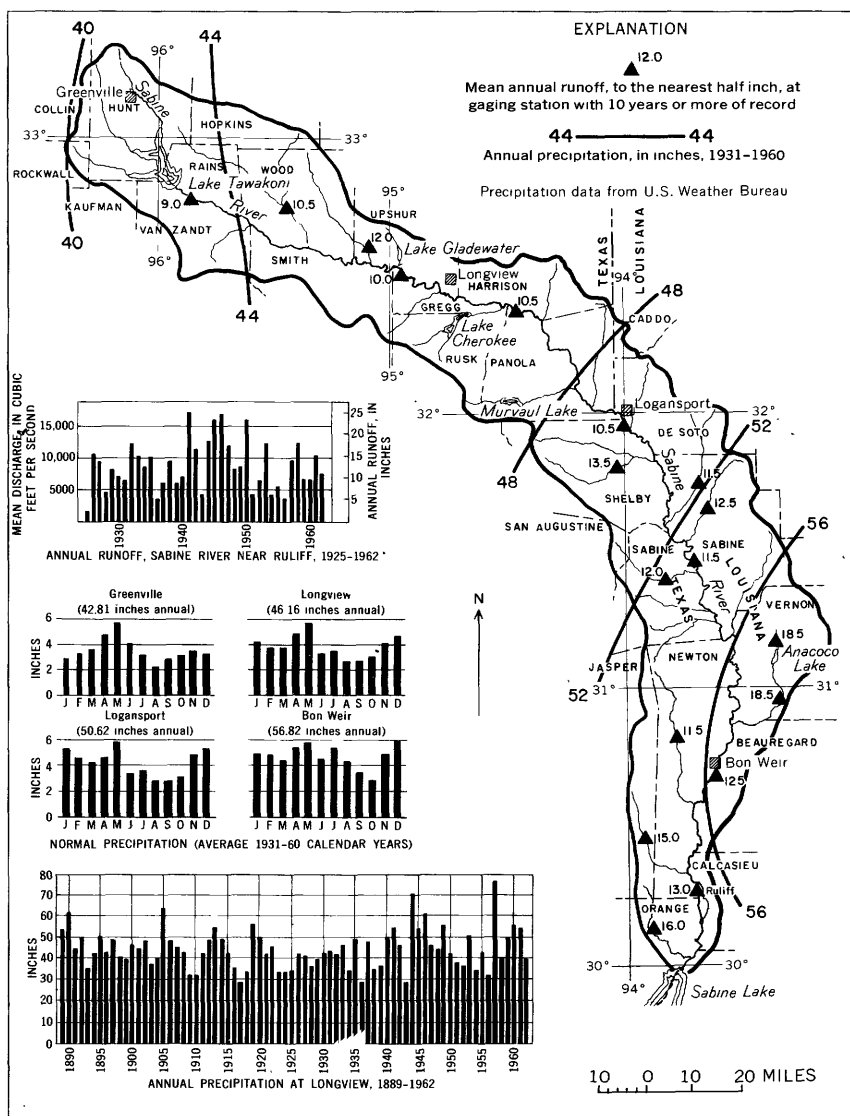 EXPLANATION
12.0
Mean annual runoff, to the nearest half inch, at
gaging station with 10 years or more of record
44 44
Annual precipitation, in inches, 1931-1960
Precipitation data from U.S. Weather Bureau
40
44
96°
Greenville
Sabine
COLLIN
HUNT
HOPKINS
33°
33°
ROCKWALL
RAINS
WOOD
Lake Tawakoni
95°
KAUFMAN
9.0
River
10.5
UPSHUR
40
VAN ZANDT
12.0
Lake Gladewater
96°
SMITH
10.0
Longview
HARRISON
TEXAS
LOUISIANA
94°
44
GREGG
10.5
48
CADDO
Lake
Cherokee
RUSK
PANOLA
95°
32°
Murvaul Lake
Logansport
32°
10.5
DE SOTO
52
48
13.5
Sabine
11.5
SHELBY
12.5
SAN AUGUSTINE
56
SABINE
SABINE
11.5
12.0
TEXAS
River
LOUISIANA
VERNON
18.5
Anacoco
Lake
JASPER
NEWTON
52
31°
31°
18.5
11.5
BEAUREGARD
Bon Weir
12.5
15.0
CALCASIEU
13.0
Ruliff
56
ORANGE
16.0
30°
30°
94°
Sabine Lake
10 0 10 20 MILES
N
MEAN DISCHARGE, IN CUBIC
FEET PER SECOND
15,000
10,000
5000
25
20
15
10
5
ANNUAL RUNOFF, IN
INCHES
1930 1940 1950 1960
ANNUAL RUNOFF, SABINE RIVER NEAR RULIFF, 1925-1962
Greenville
(42.81 inches annual)
Longview
(46.16 inches annual)
INCHES
6
4
2
0
J F M A M J J A S O N D
J F M A M J J A S O N D
Logansport
(50.62 inches annual)
Bon Weir
(56.82 inches annual)
INCHES
6
4
2
0
J F M A M J J A S O N D
J F M A M J J A S O N D
NORMAL PRECIPITATION (AVERAGE 1931-60 CALENDAR YEARS)
INCHES
80
70
60
50
40
30
20
10
0
1890 1895 1900 1905 1910 1915 1920 1925 1930 1935 1940 1945 1950 1955 1960
ANNUAL PRECIPITATION AT LONGVIEW, 1889-1962